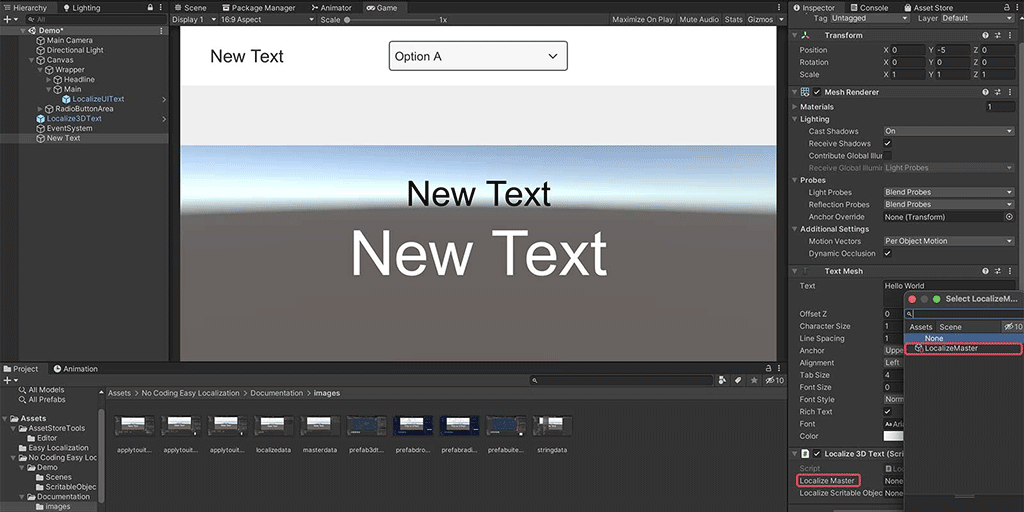 Hierarchy
Lighting
All
Demo*
Main Camera
Directional Light
Canvas
Wrapper
Headline
Main
LocalizeUIText
RadioButtonArea
Localize3DText
EventSystem
New Text
Scene
Package Manager
Animator
Game
Display 1
16:9 Aspect
Scale
1x
Maximize On Play
Mute Audio
Stats
Gizmos
New Text
Option A
New Text
New Text
Inspector
Console
Asset Store
Tag
Untagged
Layer
Default
Transform
Position
X 0
Y -5
Z 0
Rotation
X 0
Y 0
Z 0
Scale
X 1
Y 1
Z 1
Mesh Renderer
Materials
1
Lighting
Cast Shadows
On
Receive Shadows
Contribute Global Illum
Receive Global Illumin
Light Probes
Probes
Light Probes
Blend Probes
Reflection Probes
Blend Probes
Anchor Override
None (Transform)
Additional Settings
Motion Vectors
Per Object Motion
Dynamic Occlusion
Text Mesh
Text
Hello World
Offset Z
0
Character Size
1
Line Spacing
1
Anchor
Uppe
Alignment
Left
Tab Size
4
Font Size
0
Font Style
Norm
Rich Text
Font
Aa Aria
Color
Localize 3D Text (Scri
Script
Loc
Localize Master
None
Localize Scritable Objec
None
Select LocalizeM...
Assets
Scene
10
None
LocalizeMaster
Project
Animation
10
All Models
All Prefabs
Assets
AssetStoreTools
Editor
Easy Localization
No Coding Easy Loc
Demo
Scenes
ScritableObjec
Documentation
images
Assets > No Coding Easy Localization > Documentation > images
applytouit...
applytouit...
applytouit...
localizedata
masterdata
prefab3dt...
prefabdro...
prefabradi...
prefabuite...
stringdata